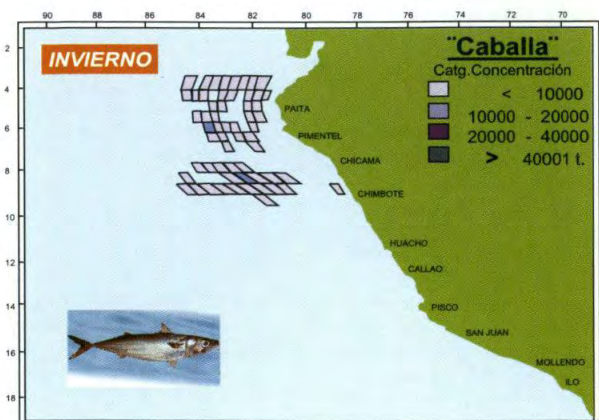 90 88 86 84 82 80 78 76 74 72 70
INVIERNO
¨Caballa¨
Catg.Concentración
< 10000
10000 - 20000
20000 - 40000
> 40001 t.
2
4
6
8
10
12
14
16
18
PAITA
PIMENTEL
CHICAMA
CHIMBOTE
HUACHO
CALLAO
PISCO
SAN JUAN
MOLLENDO
ILO